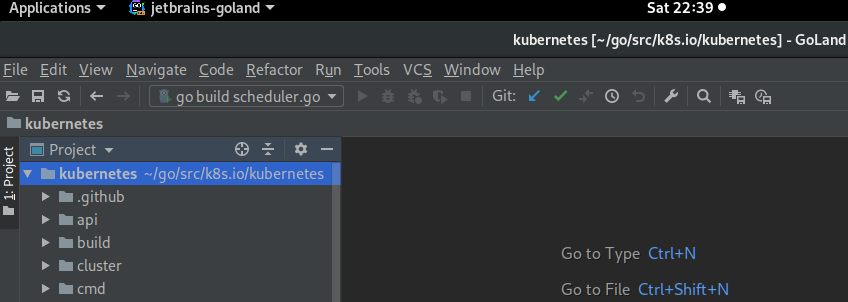 Applications jetbrains-goland Sat 22:39
kubernetes [~/go/src/k8s.io/kubernetes] - GoLand
File Edit View Navigate Code Refactor Run Tools VCS Window Help
go build scheduler.go Git:
kubernetes
1: Project
Project
kubernetes ~/go/src/k8s.io/kubernetes
.github
api
build
Go to Type Ctrl+N
cluster
cmd
Go to File Ctrl+Shift+N